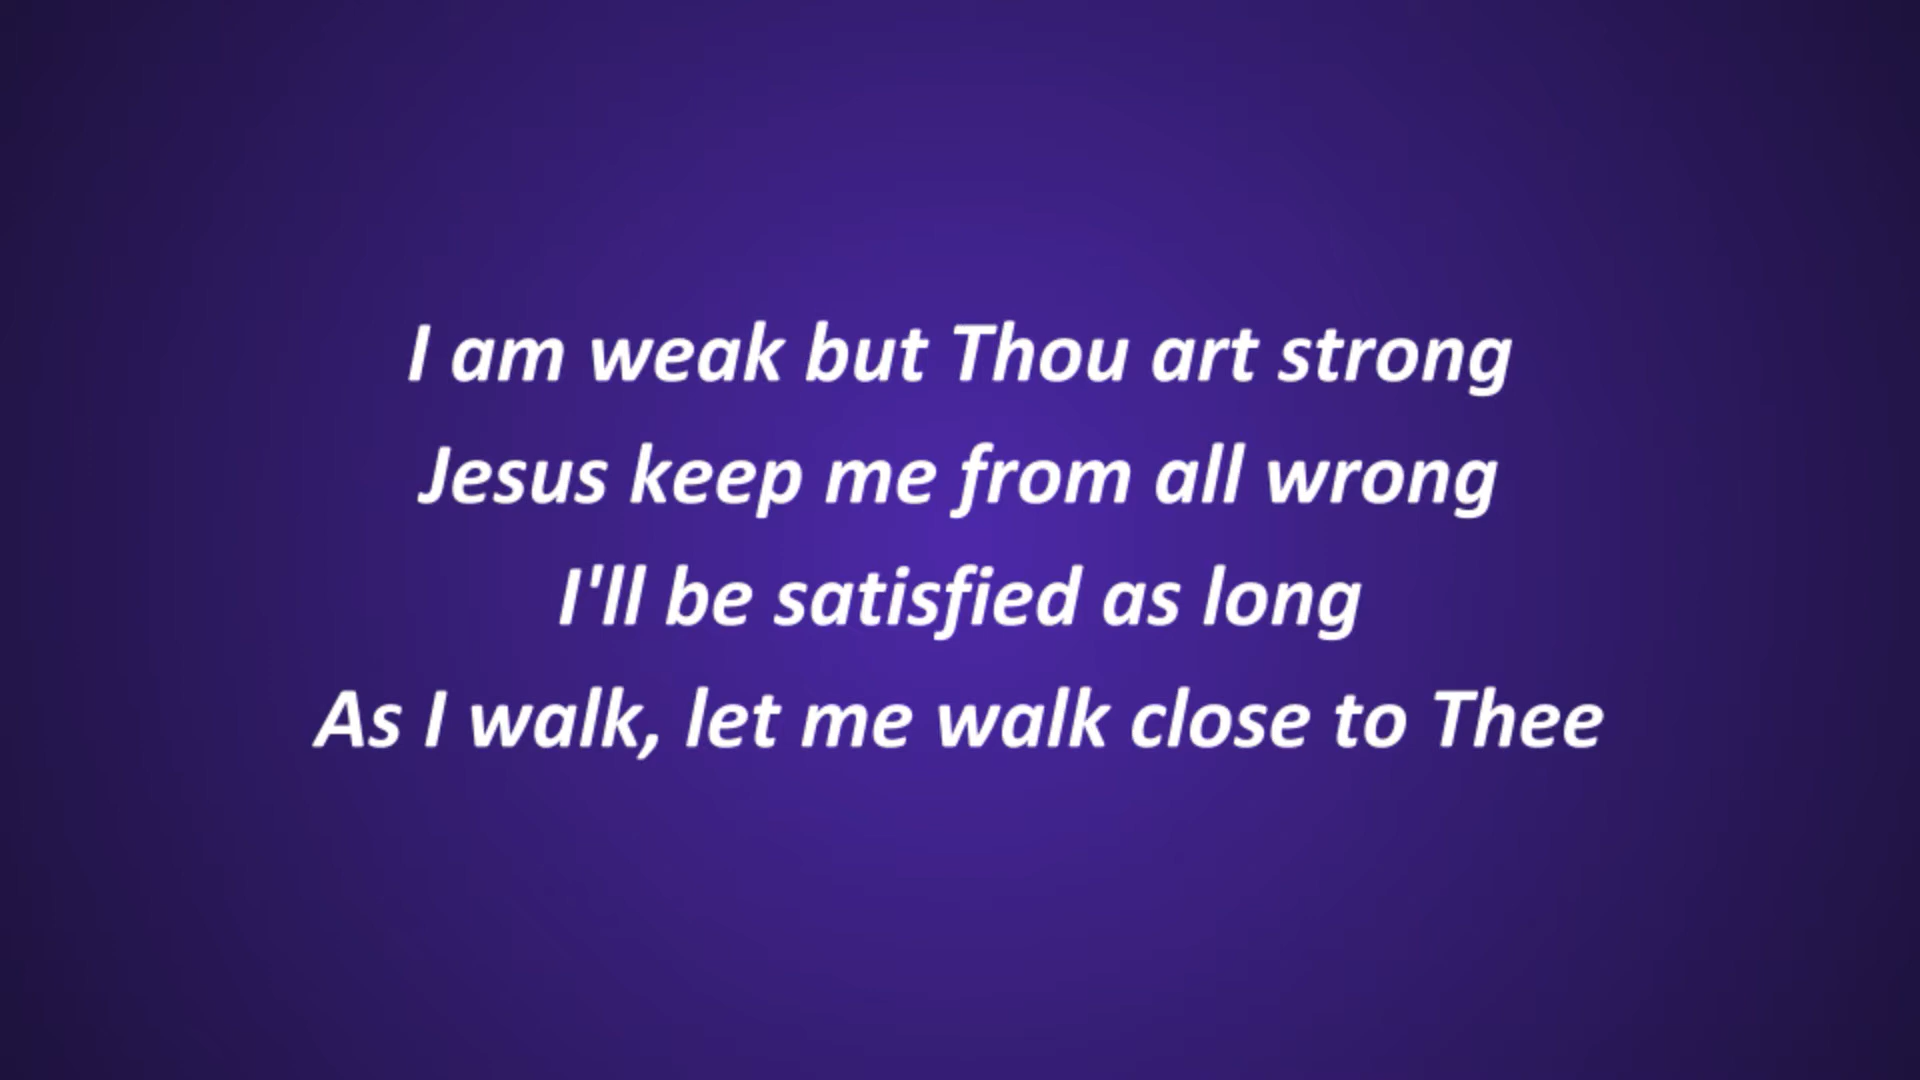 I am weak but Thou art strong
Jesus keep me from all wrong
I'll be satisfied as long
As I walk, let me walk close to Thee